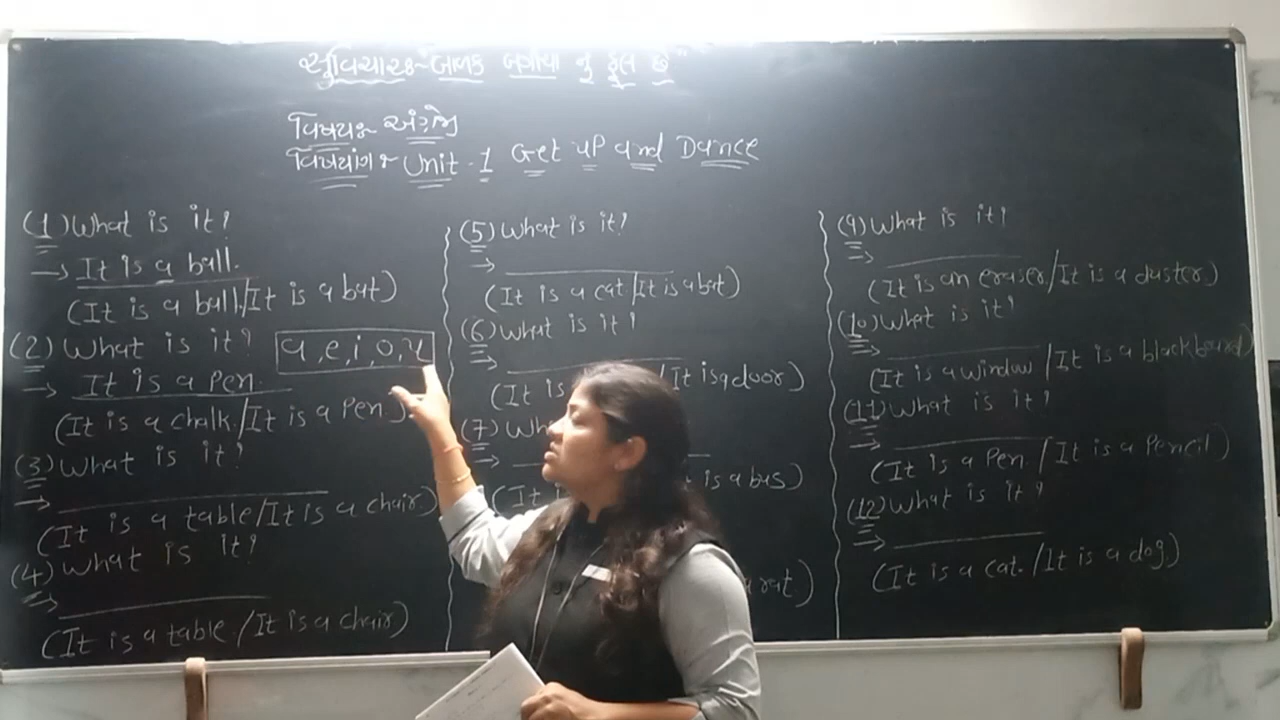 સુવિચાર:- બાળક બગીચા નુ ફૂલ છે"
વિષય:- અંગ્રેજી
વિષયાંગ:- Unit-1 Get up and Dance
(1) What is it?
→ It is a ball.
(It is a ball./It is a bat)
(2) What is it?
a,e,i,o,u
→ It is a Pen.
(It is a chalk./It is a Pen.)
(3) What is it?
→
(It is a table/It is a chair.)
(4) What is it?
→
(It is a table./It is a chair)
(5) What is it?
→
(It is a cat/It is a bat)
(6) What is it?
→
(It is /It is a door)
(7) Wh
→
(It i is a bus)
a rat)
(9) What is it?
→
(It is an eraser/It is a duster)
(10) What is it?
→
(It is a window/It is a blackboard)
(11) What is it?
→
(It is a Pen./It is a Pencil)
(12) What is it?
→
(It is a cat./It is a dog)